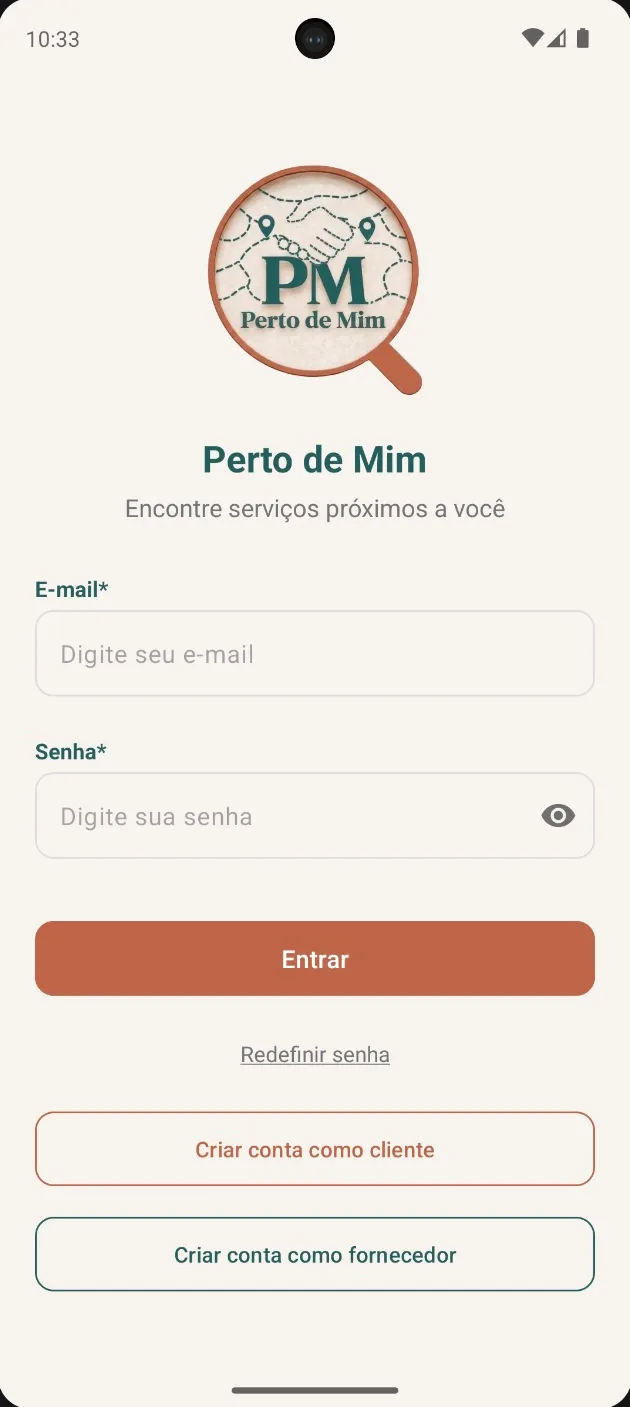 10:33
PM
Perto de Mim
Perto de Mim
Encontre serviços próximos a você
E-mail*
Digite seu e-mail
Senha*
Digite sua senha
Entrar
Redefinir senha
Criar conta como cliente
Criar conta como fornecedor